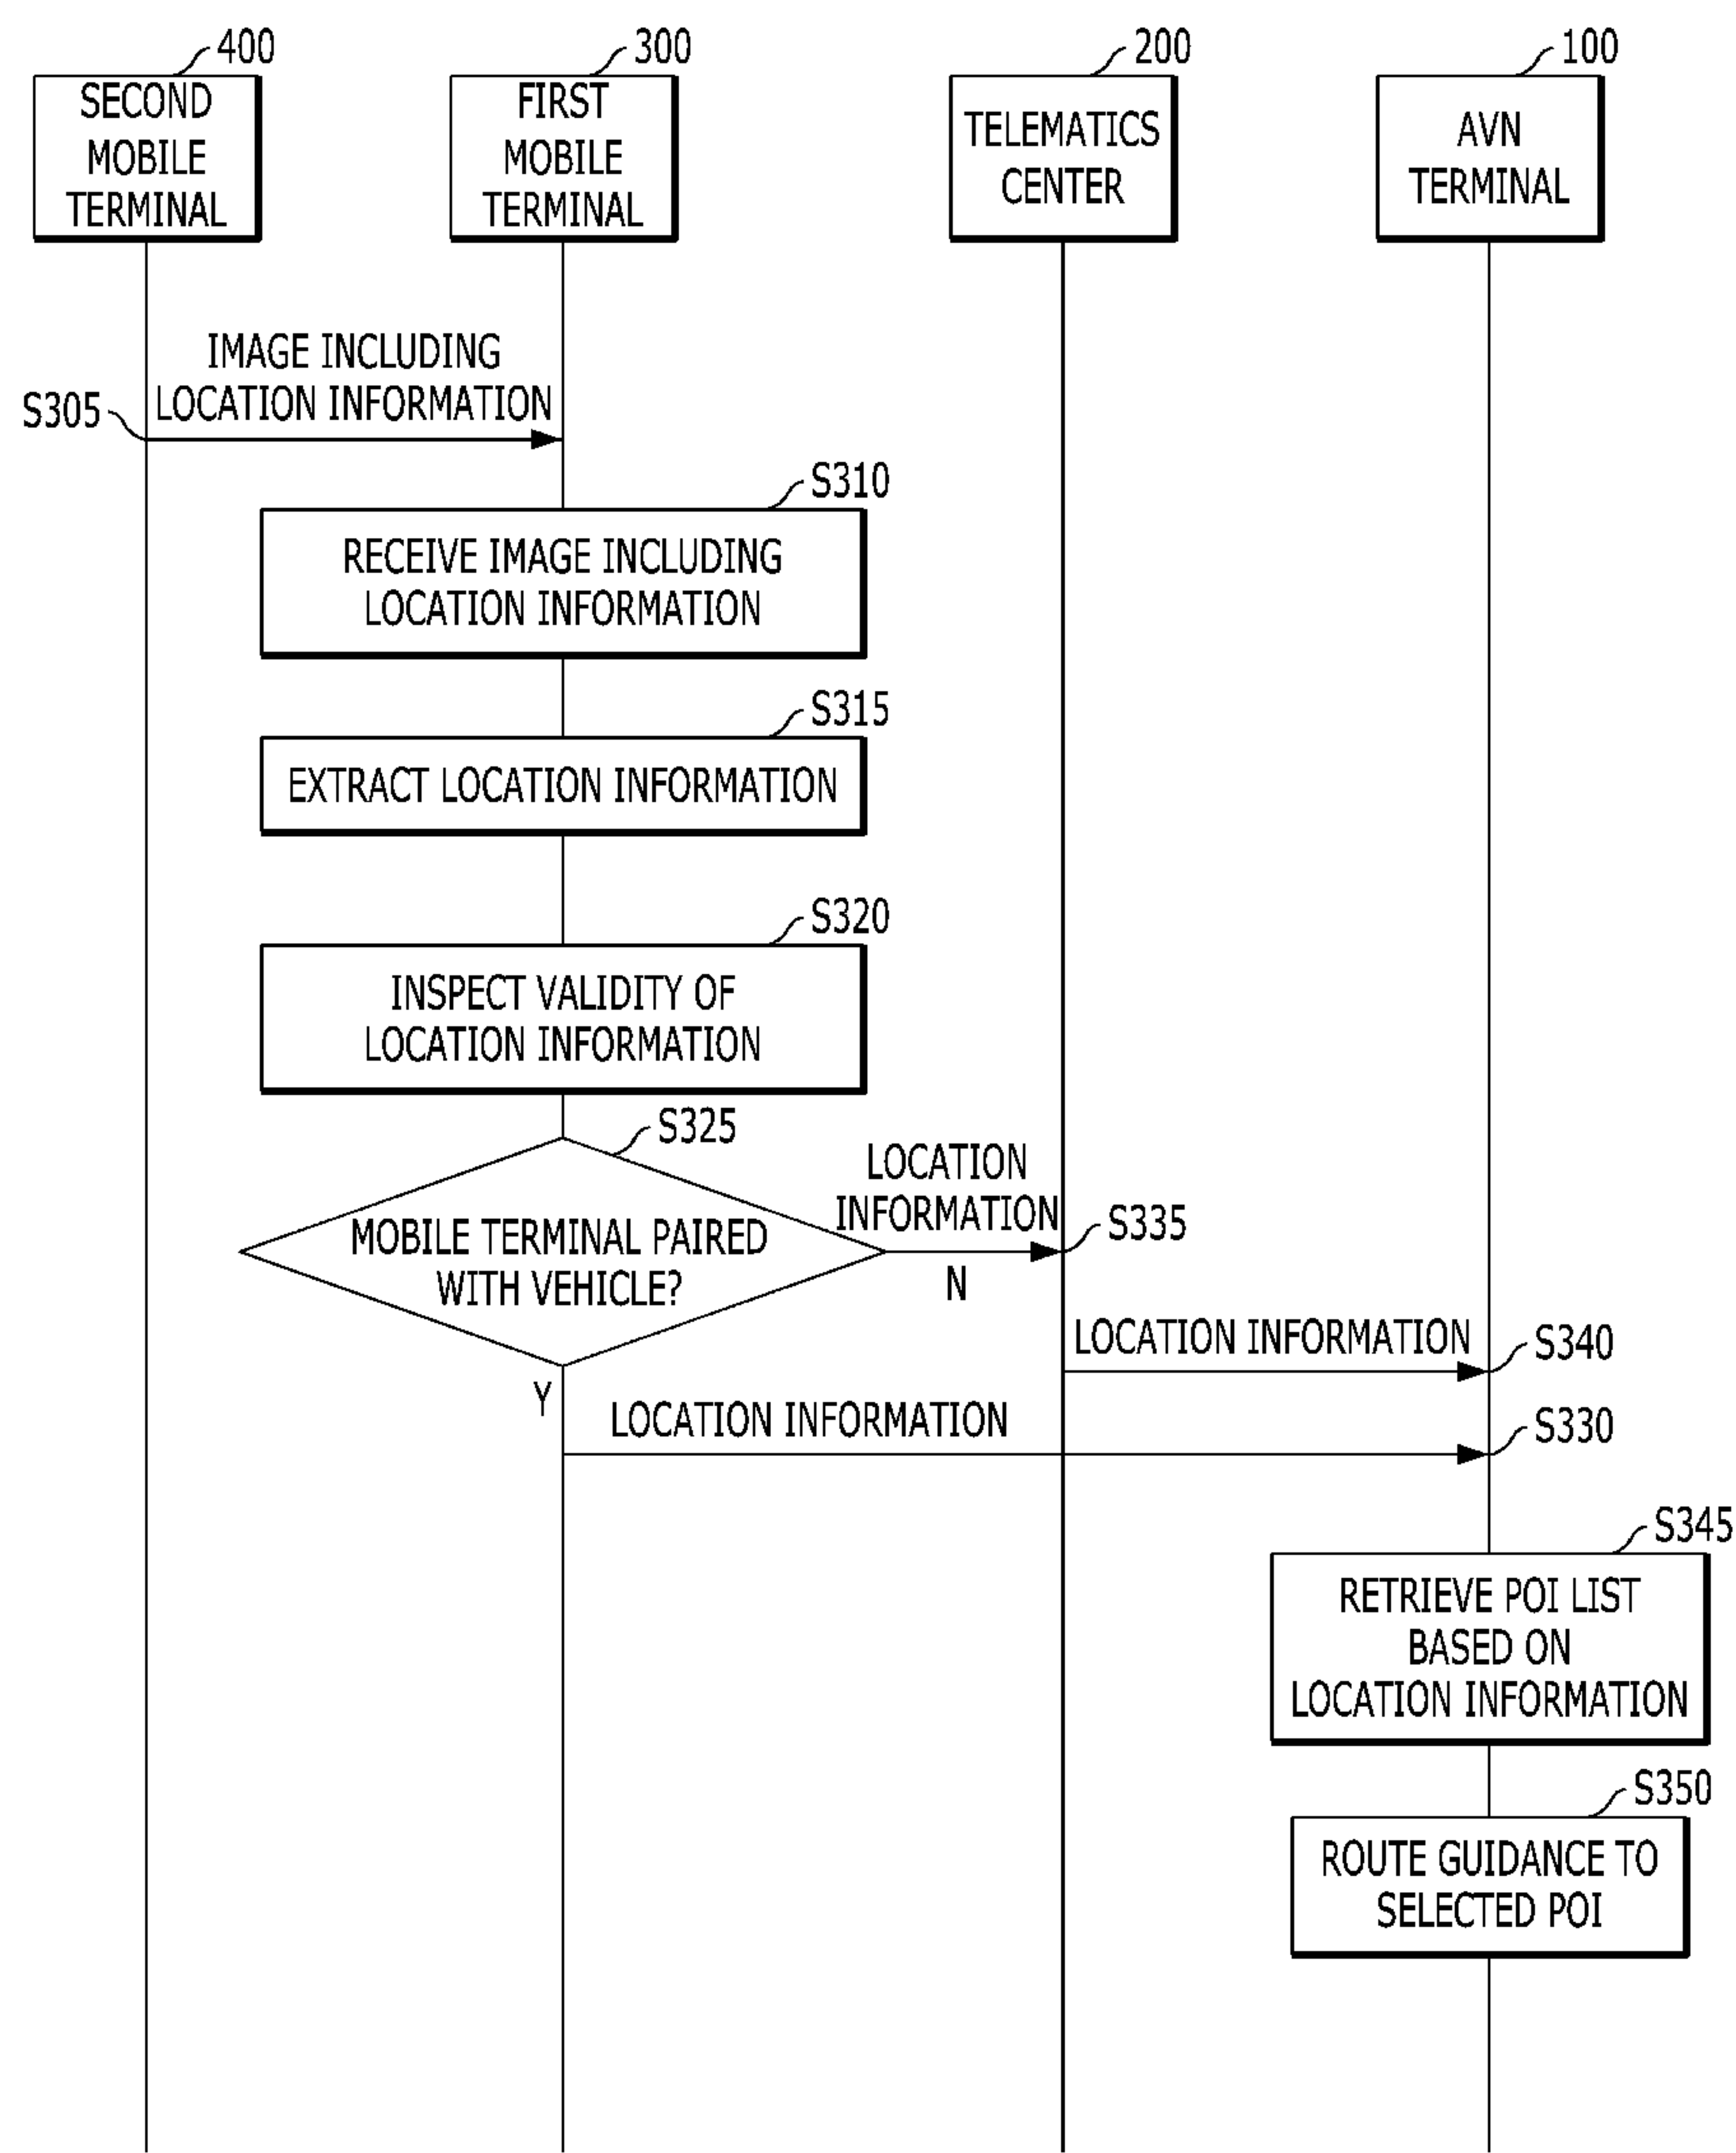 400
SECOND
MOBILE
TERMINAL
300
FIRST
MOBILE
TERMINAL
200
TELEMATICS
CENTER
100
AVN
TERMINAL
IMAGE INCLUDING
LOCATION INFORMATION
S305
S310
RECEIVE IMAGE INCLUDING
LOCATION INFORMATION
S315
EXTRACT LOCATION INFORMATION
S320
INSPECT VALIDITY OF
LOCATION INFORMATION
S325
MOBILE TERMINAL PAIRED
WITH VEHICLE?
LOCATION
INFORMATION
S335
N
LOCATION INFORMATION
S340
Y
LOCATION INFORMATION
S330
S345
RETRIEVE POI LIST
BASED ON
LOCATION INFORMATION
S350
ROUTE GUIDANCE TO
SELECTED POI